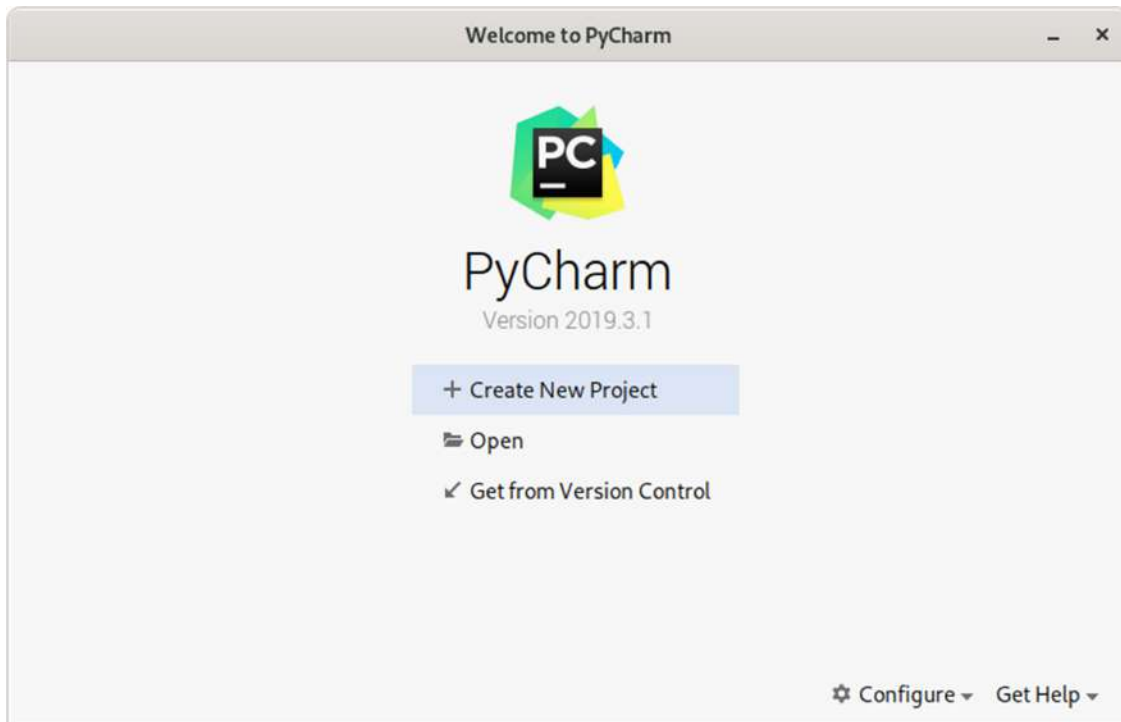 Welcome to PyCharm
PC
PyCharm
Version 2019.3.1
Create New Project
Open
Get from Version Control
Configure
Get Help